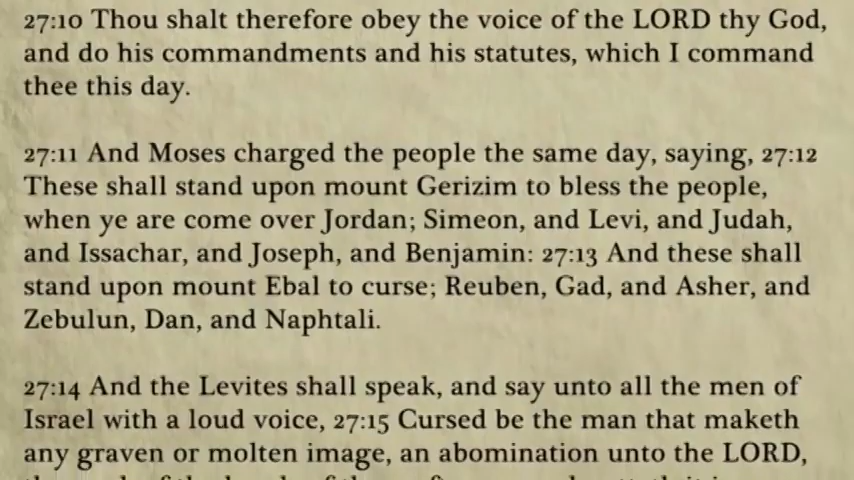 27:10 Thou shalt therefore obey the voice of the LORD thy God,
and do his commandments and his statutes, which I command
thee this day.
27:11 And Moses charged the people the same day, saying, 27:12
These shall stand upon mount Gerizim to bless the people,
when ye are come over Jordan; Simeon, and Levi, and Judah,
and Issachar, and Joseph, and Benjamin: 27:13 And these shall
stand upon mount Ebal to curse; Reuben, Gad, and Asher, and
Zebulun, Dan, and Naphtali.
27:14 And the Levites shall speak, and say unto all the men of
Israel with a loud voice, 27:15 Cursed be the man that maketh
any graven or molten image, an abomination unto the LORD,